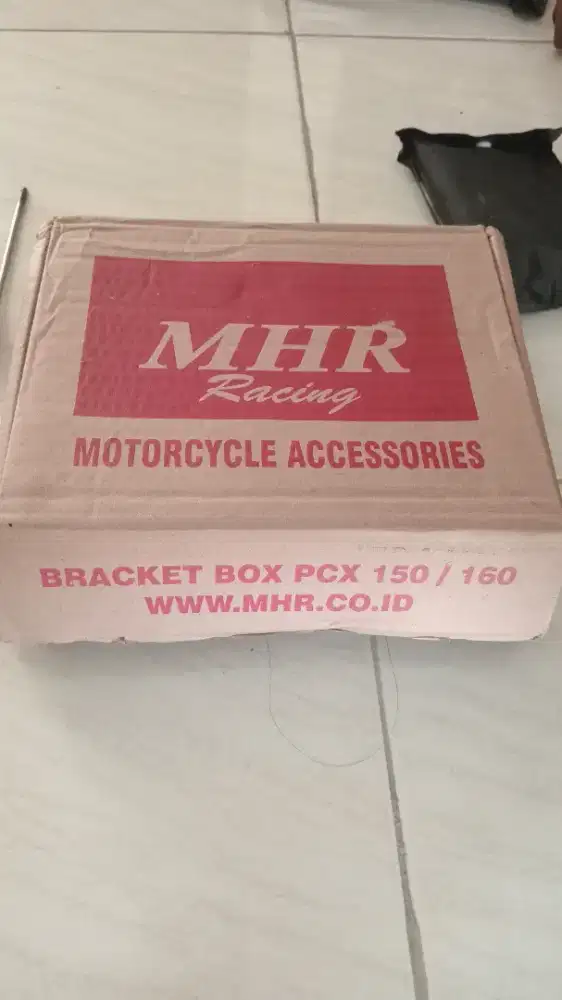 MHR
Racing
MOTORCYCLE ACCESSORIES
BRACKET BOX PCX 150 / 160
WWW.MHR.CO.ID